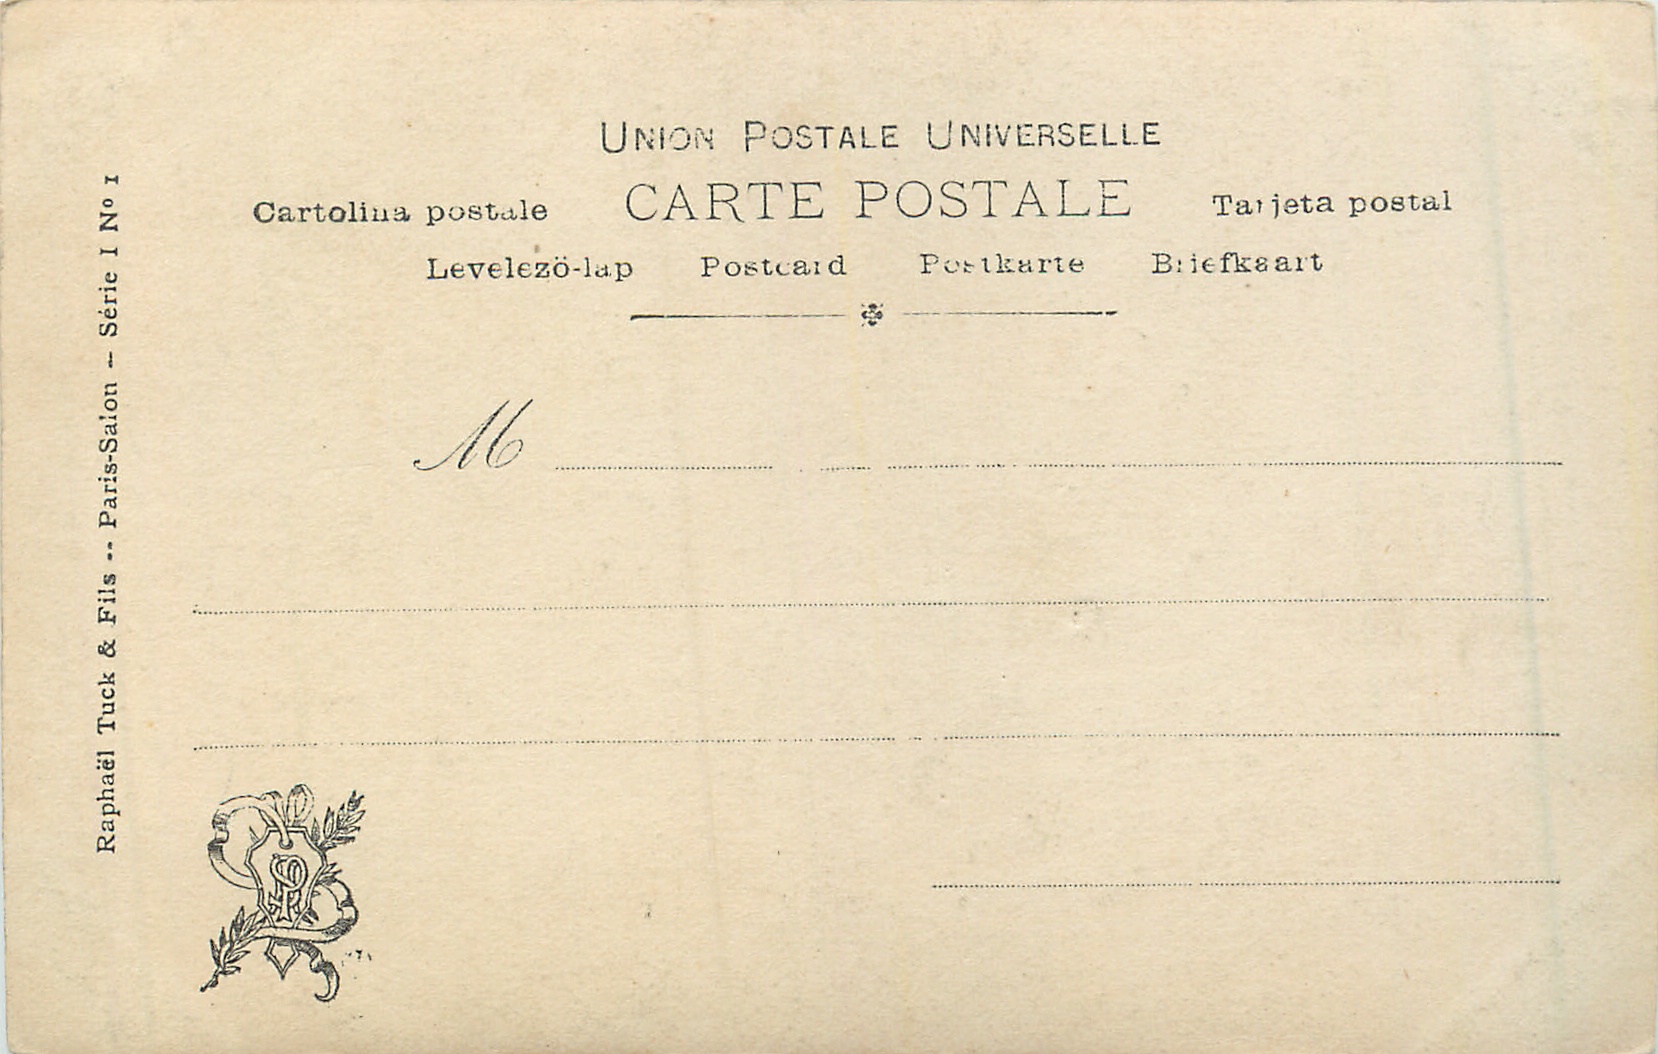 UNION POSTALE UNIVERSELLE
Cartolina postale CARTE POSTALE Tarjeta postal
Levelezö-lap Postcard Postkarte Briefkaart
M
Raphaël Tuck & Fils -- Paris-Salon – Série I Nº 1